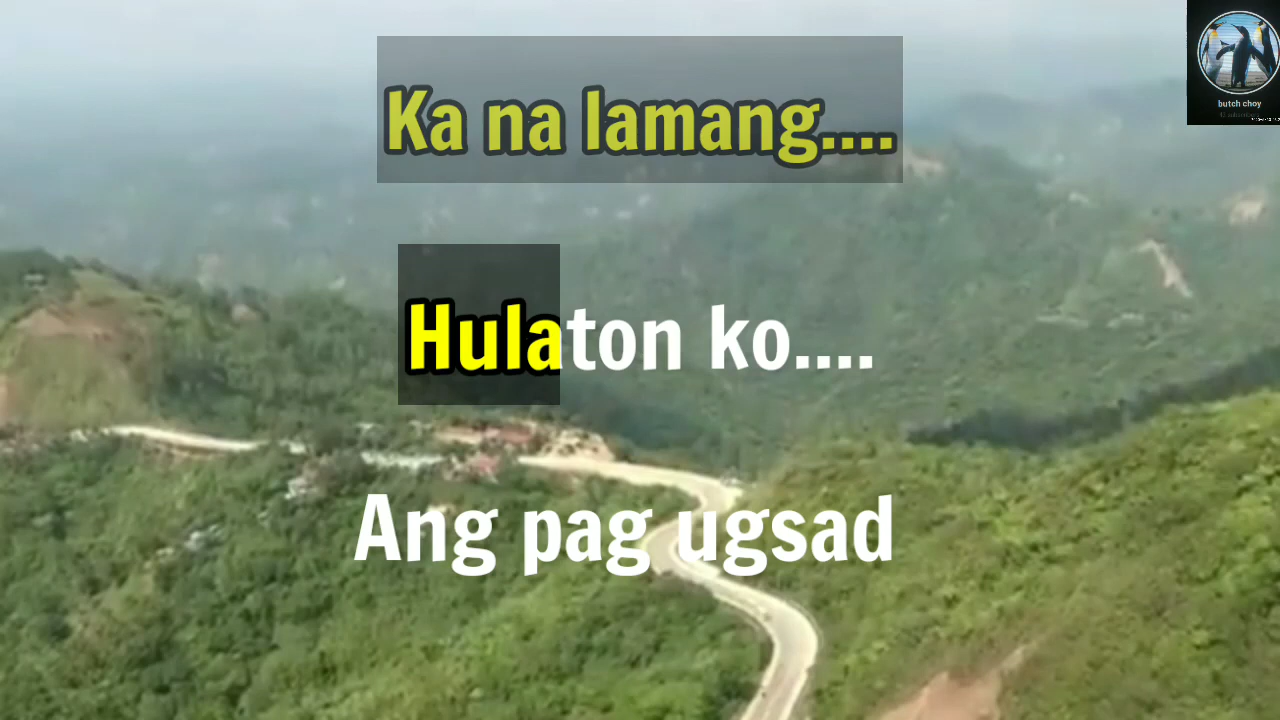 Ka na lamang....
Hulaton ko....
Ang pag ugsad
butch choy